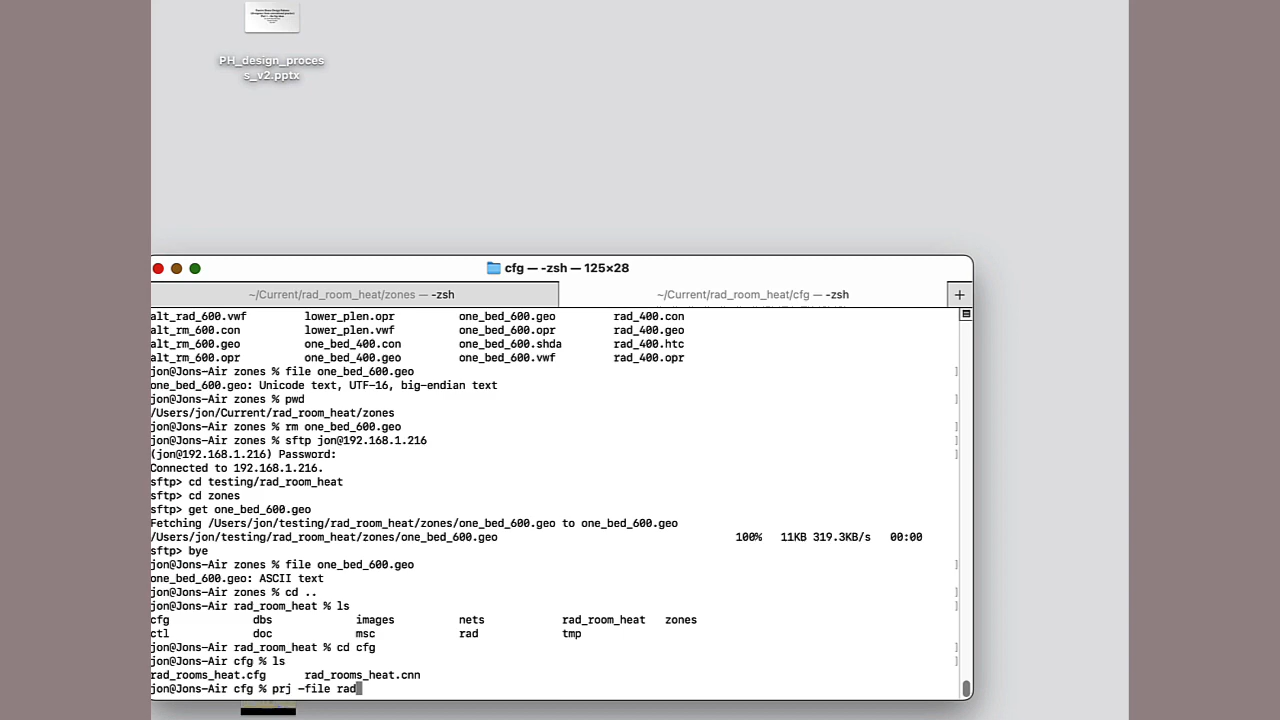 PH_design_proces
s_v2.pptx
cfg — -zsh — 125×28
~/Current/rad_room_heat/zones — -zsh
~/Current/rad_room_heat/cfg — -zsh
+
alt_rad_600.vwf lower_plen.opr one_bed_600.geo rad_400.con
alt_rm_600.con lower_plen.vwf one_bed_600.opr rad_400.geo
alt_rm_600.geo one_bed_400.con one_bed_600.shda rad_400.htc
alt_rm_600.opr one_bed_400.geo one_bed_600.vwf rad_400.opr
jon@Jons-Air zones % file one_bed_600.geo
one_bed_600.geo: Unicode text, UTF-16, big-endian text
jon@Jons-Air zones % pwd
/Users/jon/Current/rad_room_heat/zones
jon@Jons-Air zones % rm one_bed_600.geo
jon@Jons-Air zones % sftp jon@192.168.1.216
(jon@192.168.1.216) Password:
Connected to 192.168.1.216.
sftp> cd testing/rad_room_heat
sftp> cd zones
sftp> get one_bed_600.geo
Fetching /Users/jon/testing/rad_room_heat/zones/one_bed_600.geo to one_bed_600.geo
/Users/jon/testing/rad_room_heat/zones/one_bed_600.geo 100% 11KB 319.3KB/s 00:00
sftp> bye
jon@Jons-Air zones % file one_bed_600.geo
one_bed_600.geo: ASCII text
jon@Jons-Air zones % cd ..
jon@Jons-Air rad_room_heat % ls
cfg dbs images nets rad_room_heat zones
ctl doc msc rad tmp
jon@Jons-Air rad_room_heat % cd cfg
jon@Jons-Air cfg % ls
rad_rooms_heat.cfg rad_rooms_heat.cnn
jon@Jons-Air cfg % prj -file rad